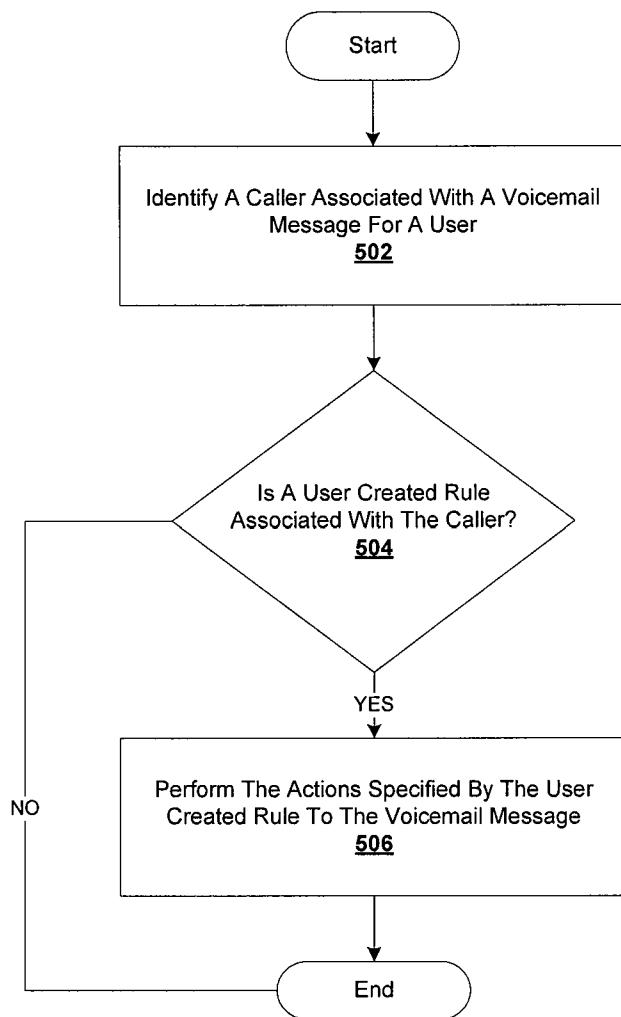 Start
Identify A Caller Associated With A Voicemail
Message For A User
502
Is A User Created Rule
Associated With The Caller?
504
YES
Perform The Actions Specified By The User
Created Rule To The Voicemail Message
506
NO
End